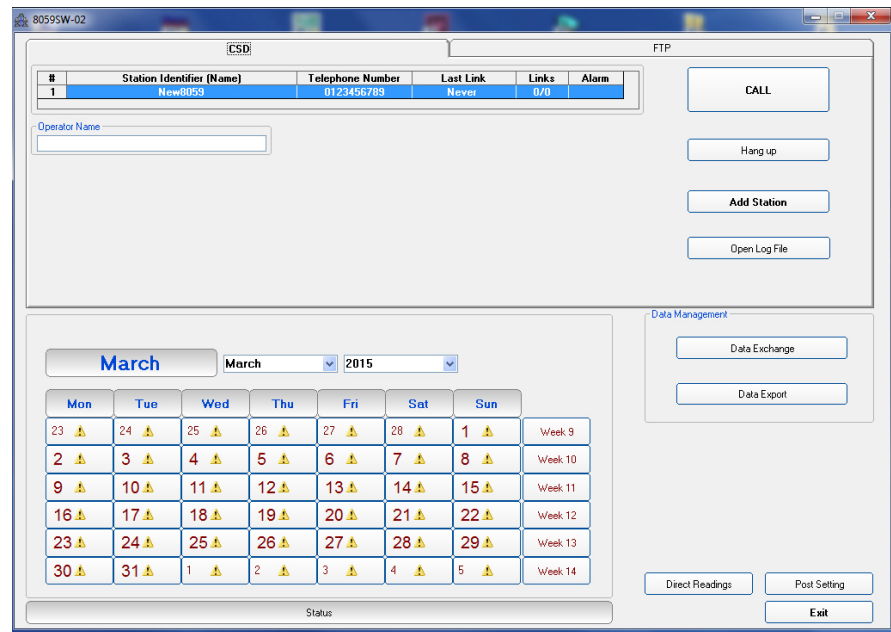 8059SW-02
CSD FTP
# Station Identifier (Name) Telephone Number Last Link Links Alarm
1 New8059 0123456789 Never 0/0
CALL
Operator Name
Hang up
Add Station
Open Log File
Data Management
Data Exchange
Data Export
March March 2015
Mon Tue Wed Thu Fri Sat Sun
23 24 25 26 27 28 1 Week 9
2 3 4 5 6 7 8 Week 10
9 10 11 12 13 14 15 Week 11
16 17 18 19 20 21 22 Week 12
23 24 25 26 27 28 29 Week 13
30 31 1 2 3 4 5 Week 14
Direct Readings Post Setting
Status Exit